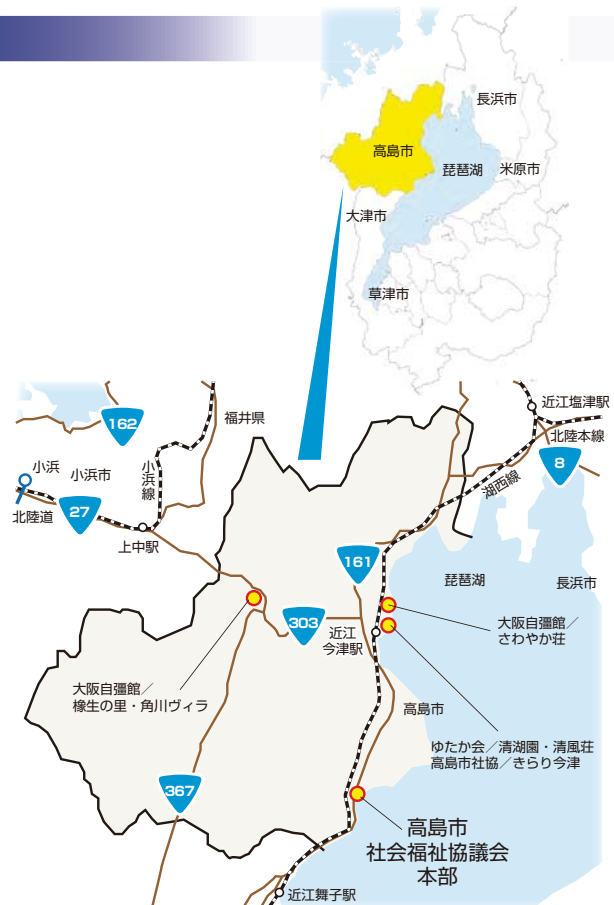 長浜市
高島市
琵琶湖
米原市
大津市
草津市
近江塩津駅
162
福井県
北陸本線
8
小浜
小浜市
小浜線
湖西線
北陸道
27
上中駅
161
琵琶湖
長浜市
303
近江
今津駅
大阪自彊館／
さわやか荘
大阪自彊館／
椽生の里・角川ヴィラ
高島市
ゆたか会／清湖園・清風荘
高島市社協／きらり今津
367
高島市
社会福祉協議会
本部
近江舞子駅